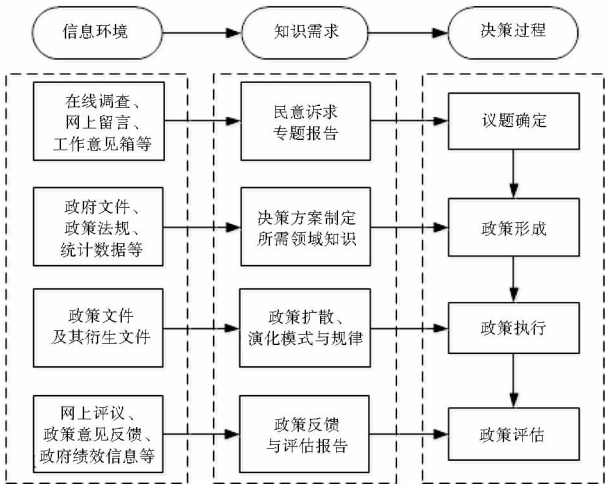 信息环境
知识需求
决策过程
在线调查、
网上留言、
工作意见箱等
民意诉求
专题报告
议题确定
政府文件、
政策法规、
统计数据等
决策方案制定
所需领域知识
政策形成
政策文件
及其衍生文件
政策扩散、
演化模式与规律
政策执行
网上评议、
政策意见反馈、
政府绩效信息等
政策反馈
与评估报告
政策评估